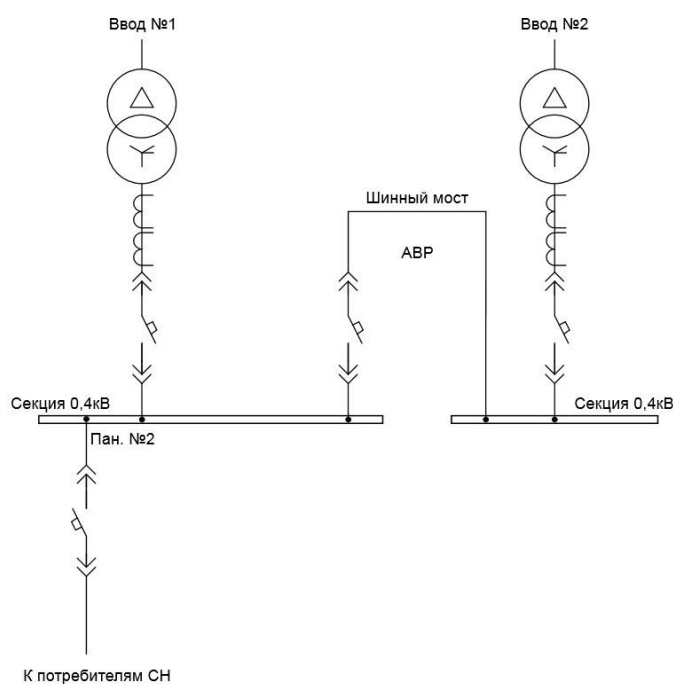 Ввод №1
Ввод №2
Шинный мост
АВР
Секция 0,4кВ
Секция 0,4кВ
Пан. №2
К потребителям СН